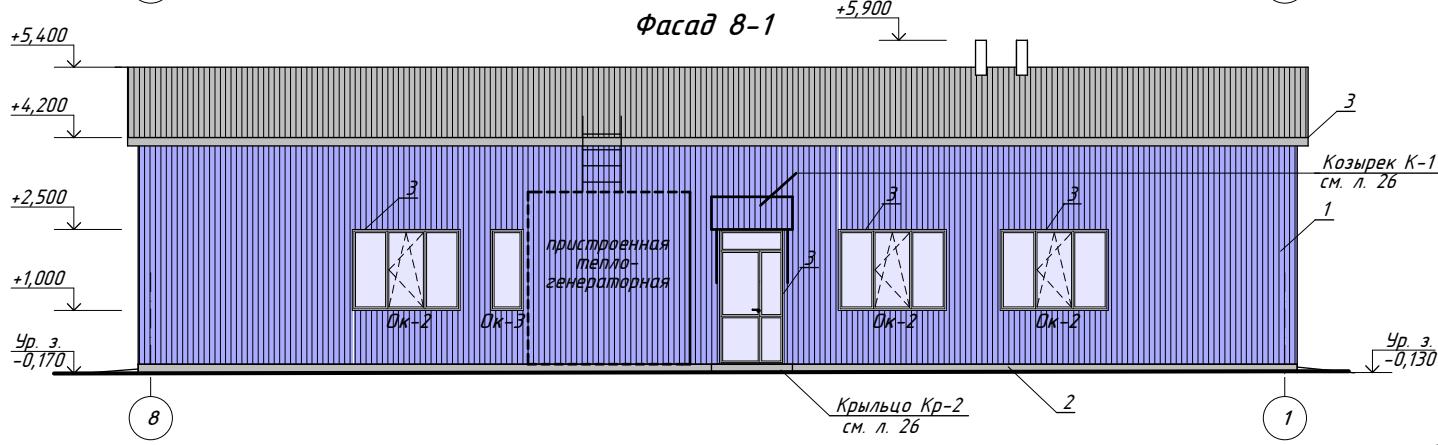 Фасад 8-1
+5,900
+5,400
+4,200
3
Козырек К-1
см. л. 26
+2,500
3
3
3
1
пристроенная
тепло-
генераторная
3
+1,000
Ок-2
Ок-3
Ок-2
Ок-2
Ур. з.
-0,170
Ур. з.
-0,130
8
Крыльцо Кр-2
см. л. 26
2
1